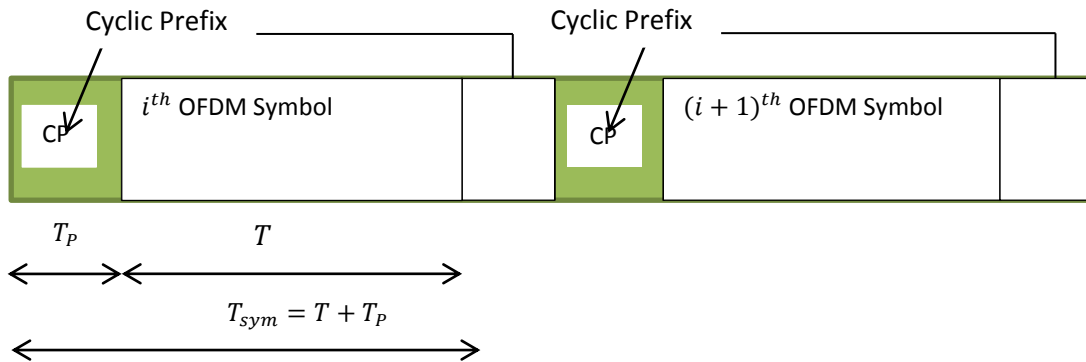 Cyclic Prefix
Cyclic Prefix
CP
i^{th} OFDM Symbol
CP
(i + 1)^{th} OFDM Symbol
T_P
T
T_{sym} = T + T_P